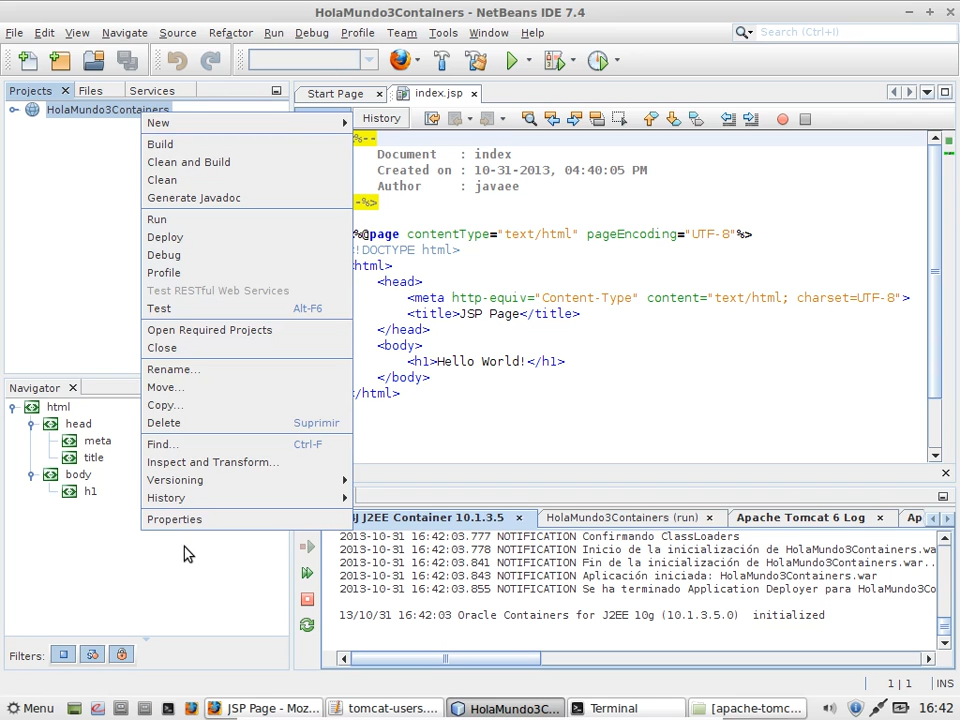 HolaMundo3Containers - NetBeans IDE 7.4
File Edit View Navigate Source Refactor Run Debug Profile Team Tools Window Help
Search (Ctrl+I)
Projects Files Services
Start Page index.jsp
HolaMundo3Containers
History
New
Build
Clean and Build
Clean
Generate Javadoc
Run
Deploy
Debug
Profile
Test RESTful Web Services
Test Alt-F6
Open Required Projects
Close
Rename...
Move...
Copy...
Delete Suprimir
Find... Ctrl-F
Inspect and Transform...
Versioning
History
Properties
%--
Document : index
Created on : 10-31-2013, 04:40:05 PM
Author : javaee
-%>
%@page contentType="text/html" pageEncoding="UTF-8"%>
!DOCTYPE html>
html>
<head>
<meta http-equiv="Content-Type" content="text/html; charset=UTF-8">
<title>JSP Page</title>
</head>
<body>
<h1>Hello World!</h1>
</body>
/html>
Navigator
html
head
meta
title
body
h1
Filters:
J J2EE Container 10.1.3.5 HolaMundo3Containers (run) Apache Tomcat 6 Log Ap
2013-10-31 16:42:03.777 NOTIFICATION Confirmando ClassLoaders
2013-10-31 16:42:03.778 NOTIFICATION Inicio de la inicialización de HolaMundo3Containers.wa
2013-10-31 16:42:03.841 NOTIFICATION Fin de la inicialización de HolaMundo3Containers.war..
2013-10-31 16:42:03.843 NOTIFICATION Aplicación iniciada: HolaMundo3Containers.war
2013-10-31 16:42:03.855 NOTIFICATION Se ha terminado Application Deployer para HolaMundo3Co
13/10/31 16:42:03 Oracle Containers for J2EE 10g (10.1.3.5.0) initialized
1 | 1 INS
Menu JSP Page - Moz... tomcat-users.... HolaMundo3C... Terminal [apache-tomc... 16:42